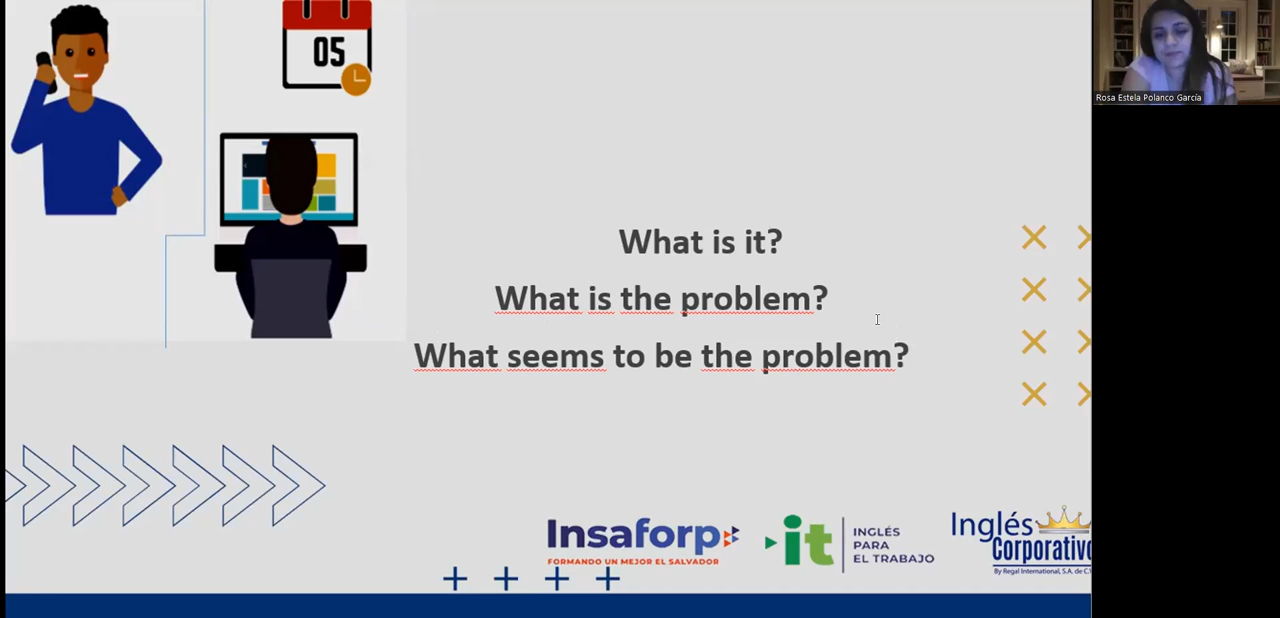 05
Rosa Estela Polanco García
What is it?
What is the problem?
What seems to be the problem?
Insaforp
FORMANDO UN MEJOR EL SALVADOR
it
INGLÉS
PARA
EL TRABAJO
Inglés
Corporativo
By Regal International, S.A. de C.V